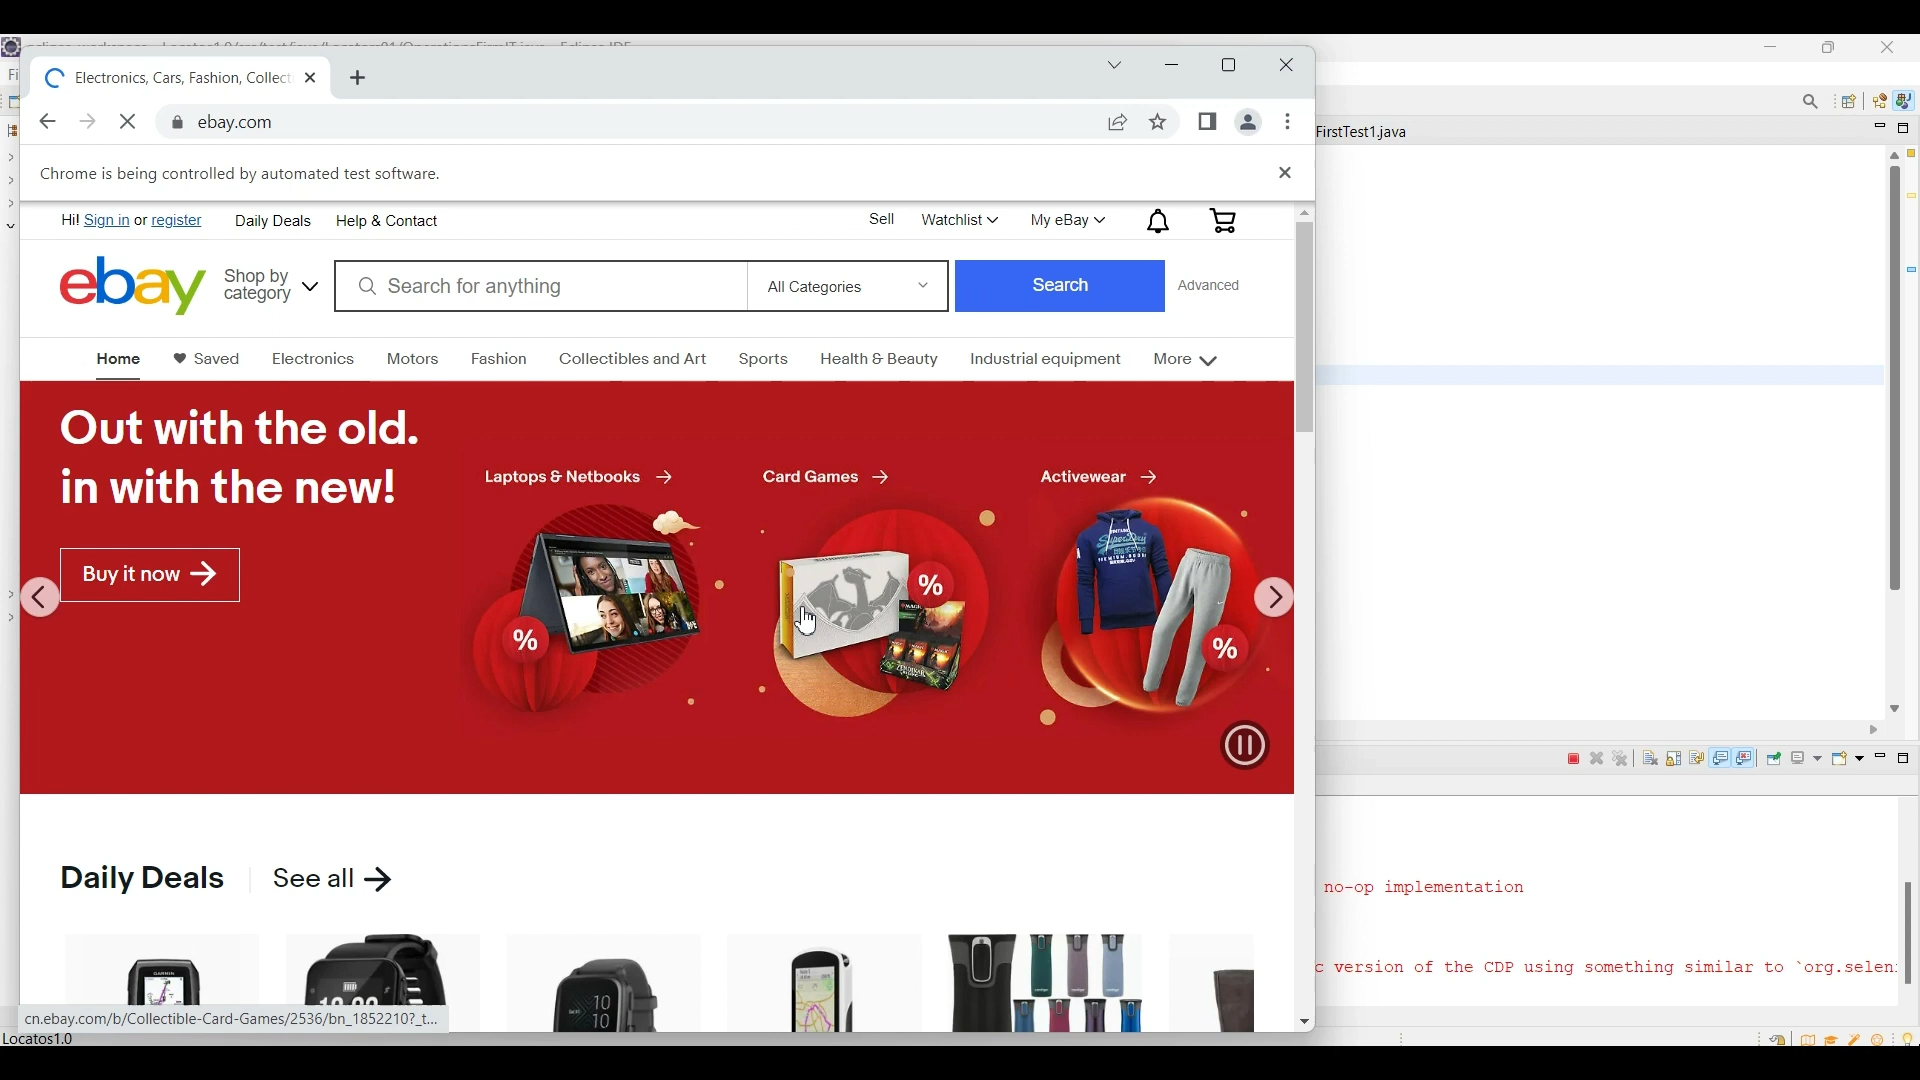 Electronics, Cars, Fashion, Collect
ebay.com
FirstTest1.java
Chrome is being controlled by automated test software.
Hi! Sign in or register
Daily Deals
Help & Contact
Sell
Watchlist
My eBay
ebay
Shop by
category
Search for anything
All Categories
Search
Advanced
Home
Saved
Electronics
Motors
Fashion
Collectibles and Art
Sports
Health & Beauty
Industrial equipment
More
Out with the old.
in with the new!
Buy it now
Laptops & Netbooks
Card Games
Activewear
%
%
%
Daily Deals
See all
no-op implementation
c version of the CDP using something similar to `org.seleni
cn.ebay.com/b/Collectible-Card-Games/2536/bn_1852210?_t...
Locatos1.0